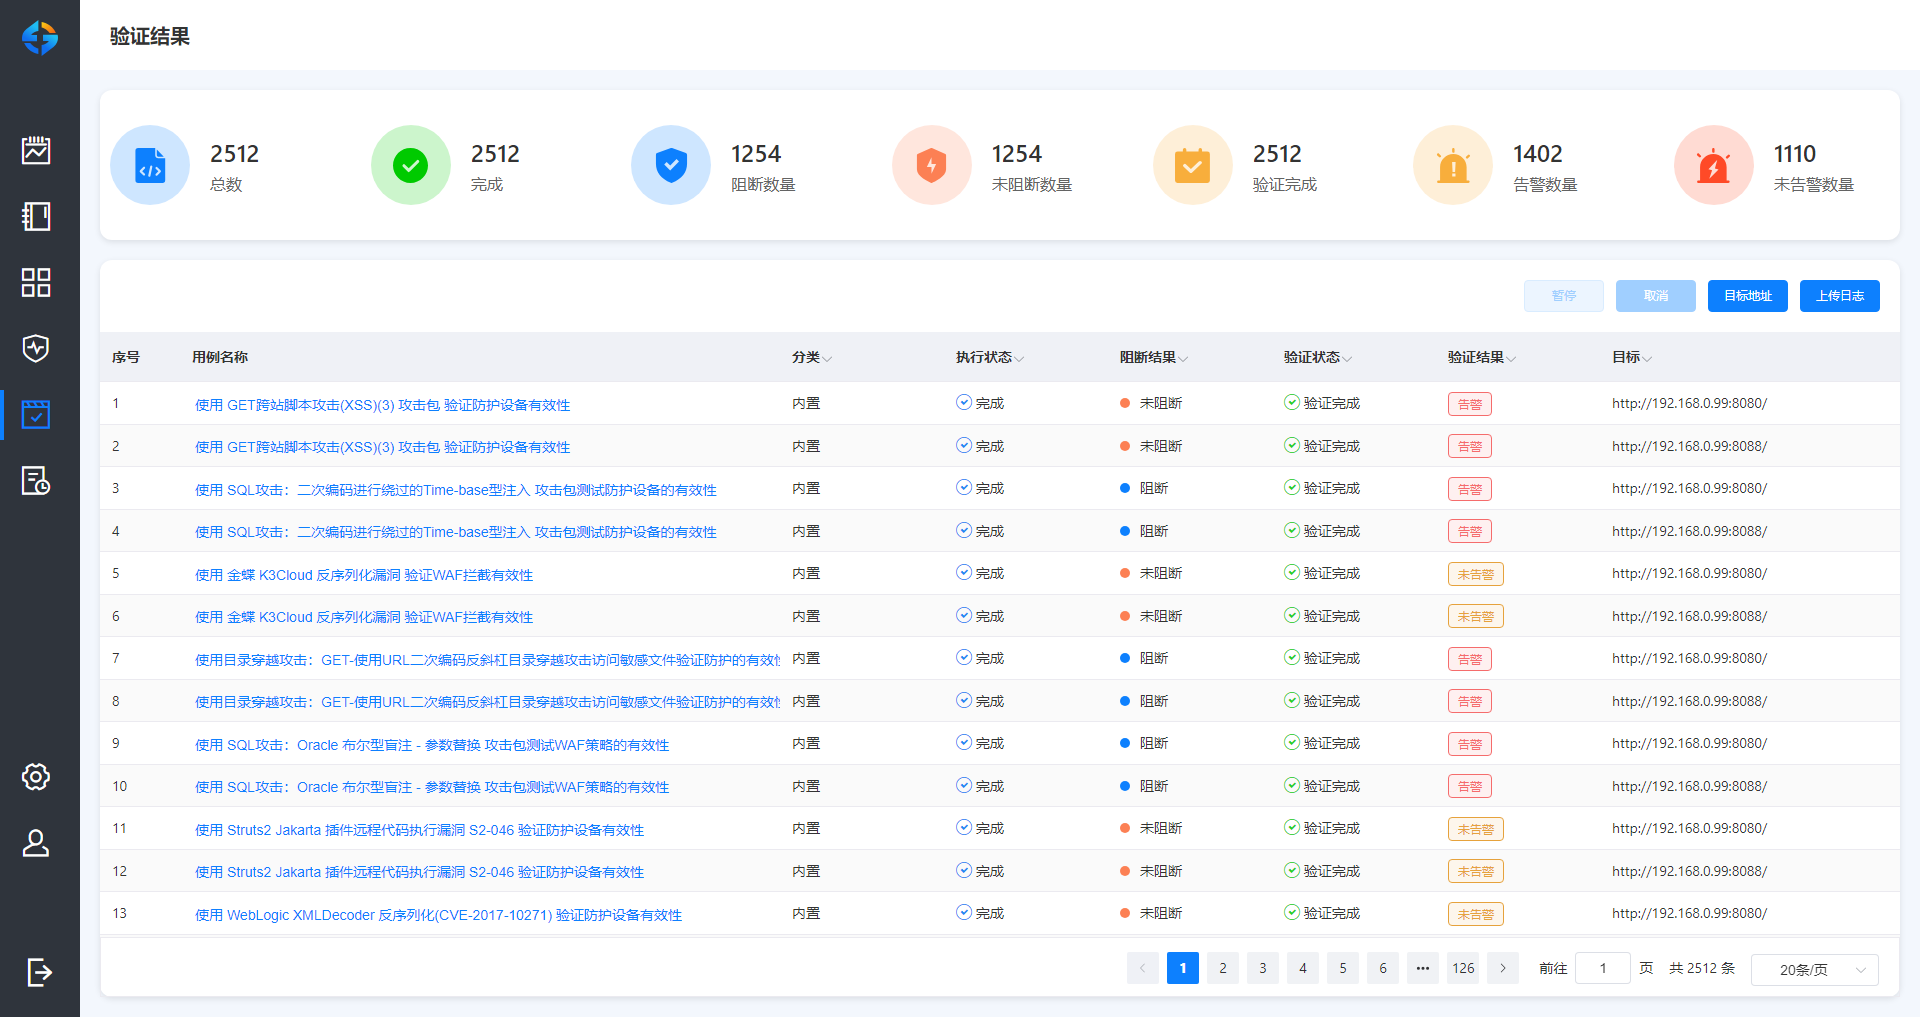 验证结果
2512
总数
2512
完成
1254
阻断数量
1254
未阻断数量
2512
验证完成
1402
告警数量
1110
未告警数量
暂停 取消 目标地址 上传日志
序号 用例名称 分类 执行状态 阻断结果 验证状态 验证结果 目标
1 使用 GET跨站脚本攻击(XSS)(3) 攻击包 验证防护设备有效性 内置 完成 未阻断 验证完成 告警 http://192.168.0.99:8080/
2 使用 GET跨站脚本攻击(XSS)(3) 攻击包 验证防护设备有效性 内置 完成 未阻断 验证完成 告警 http://192.168.0.99:8088/
3 使用 SQL攻击：二次编码进行绕过的Time-base型注入 攻击包测试防护设备的有效性 内置 完成 阻断 验证完成 告警 http://192.168.0.99:8080/
4 使用 SQL攻击：二次编码进行绕过的Time-base型注入 攻击包测试防护设备的有效性 内置 完成 阻断 验证完成 告警 http://192.168.0.99:8088/
5 使用 金蝶 K3Cloud 反序列化漏洞 验证WAF拦截有效性 内置 完成 未阻断 验证完成 未告警 http://192.168.0.99:8080/
6 使用 金蝶 K3Cloud 反序列化漏洞 验证WAF拦截有效性 内置 完成 未阻断 验证完成 未告警 http://192.168.0.99:8088/
7 使用目录穿越攻击：GET-使用URL二次编码反斜杠目录穿越攻击访问敏感文件验证防护的有效性 内置 完成 阻断 验证完成 告警 http://192.168.0.99:8080/
8 使用目录穿越攻击：GET-使用URL二次编码反斜杠目录穿越攻击访问敏感文件验证防护的有效性 内置 完成 阻断 验证完成 告警 http://192.168.0.99:8088/
9 使用 SQL攻击：Oracle 布尔型盲注 - 参数替换 攻击包测试WAF策略的有效性 内置 完成 阻断 验证完成 告警 http://192.168.0.99:8080/
10 使用 SQL攻击：Oracle 布尔型盲注 - 参数替换 攻击包测试WAF策略的有效性 内置 完成 阻断 验证完成 告警 http://192.168.0.99:8088/
11 使用 Struts2 Jakarta 插件远程代码执行漏洞 S2-046 验证防护设备有效性 内置 完成 未阻断 验证完成 未告警 http://192.168.0.99:8080/
12 使用 Struts2 Jakarta 插件远程代码执行漏洞 S2-046 验证防护设备有效性 内置 完成 未阻断 验证完成 未告警 http://192.168.0.99:8088/
13 使用 WebLogic XMLDecoder 反序列化(CVE-2017-10271) 验证防护设备有效性 内置 完成 未阻断 验证完成 未告警 http://192.168.0.99:8080/
1 2 3 4 5 6 ••• 126 前往 1 页 共 2512 条 20条/页